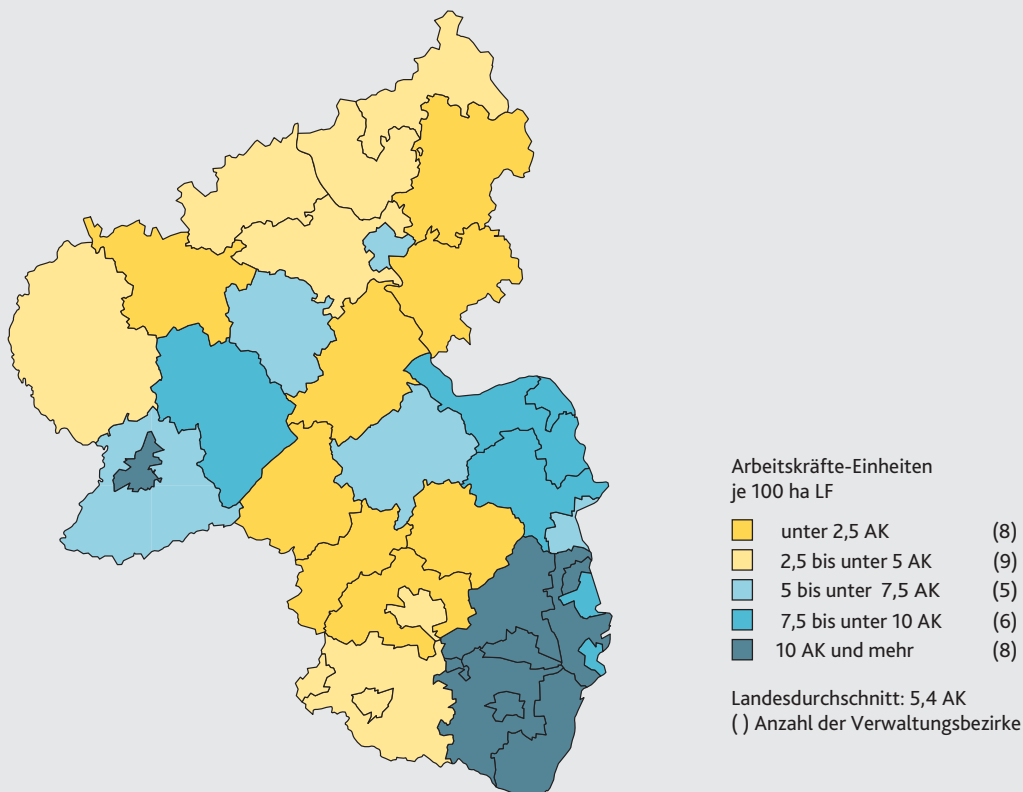 Arbeitskräfte-Einheiten
je 100 ha LF
unter 2,5 AK (8)
2,5 bis unter 5 AK (9)
5 bis unter 7,5 AK (5)
7,5 bis unter 10 AK (6)
10 AK und mehr (8)
Landesdurchschnitt: 5,4 AK
( ) Anzahl der Verwaltungsbezirke